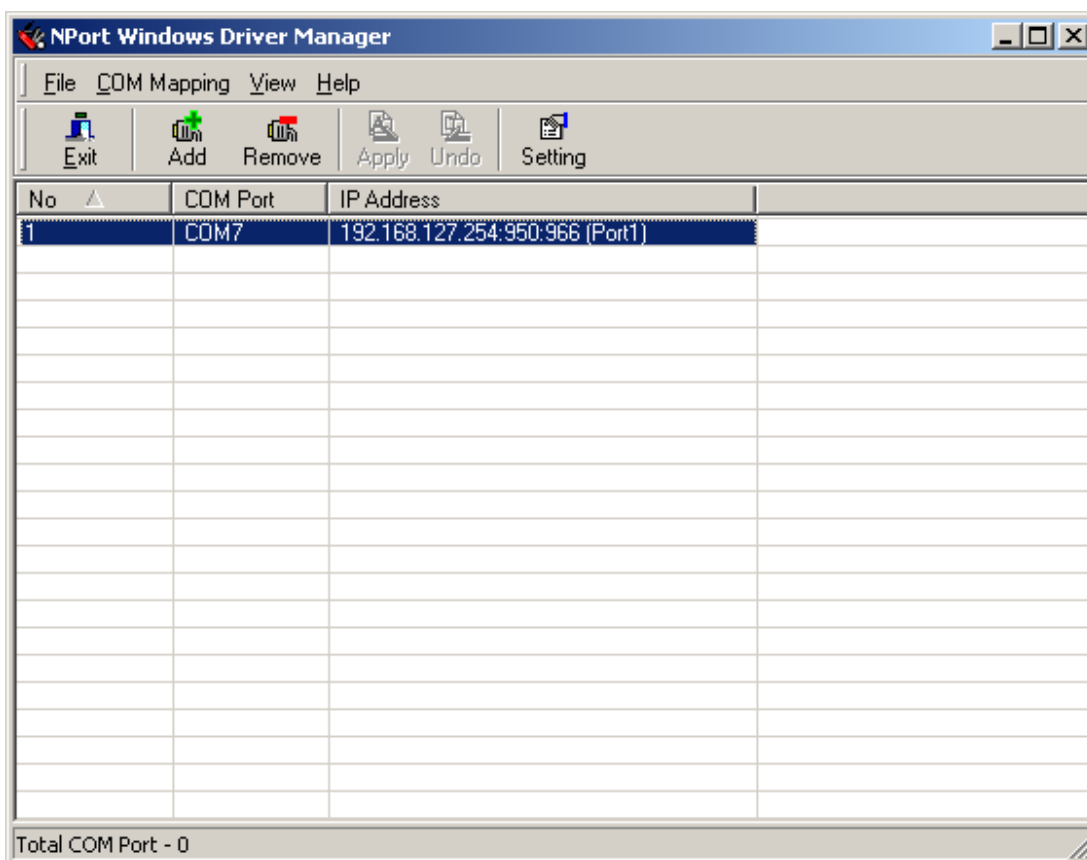 NPort Windows Driver Manager
File COM Mapping View Help
Exit Add Remove Apply Undo Setting
No COM Port IP Address
1 COM7 192.168.127.254:950:966 (Port1)
Total COM Port - 0